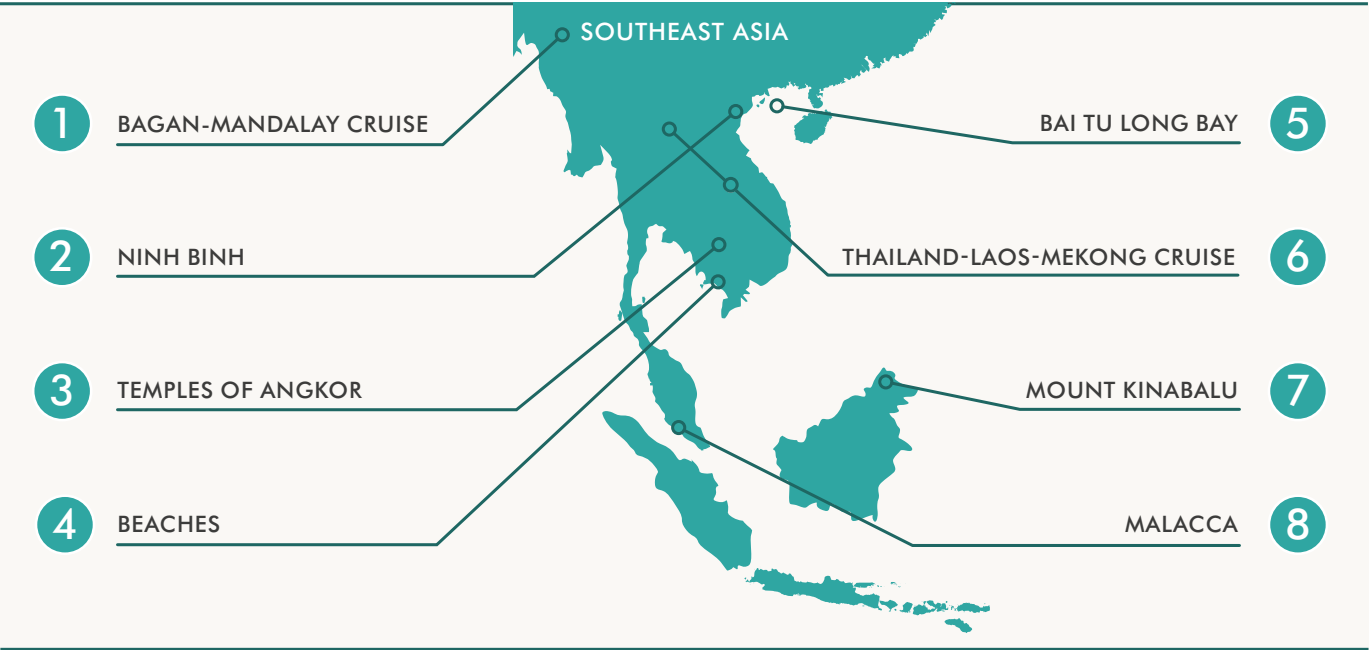 SOUTHEAST ASIA
1 BAGAN-MANDALAY CRUISE
2 NINH BINH
3 TEMPLES OF ANGKOR
4 BEACHES
BAI TU LONG BAY 5
THAILAND-LAOS-MEKONG CRUISE 6
MOUNT KINABALU 7
MALACCA 8